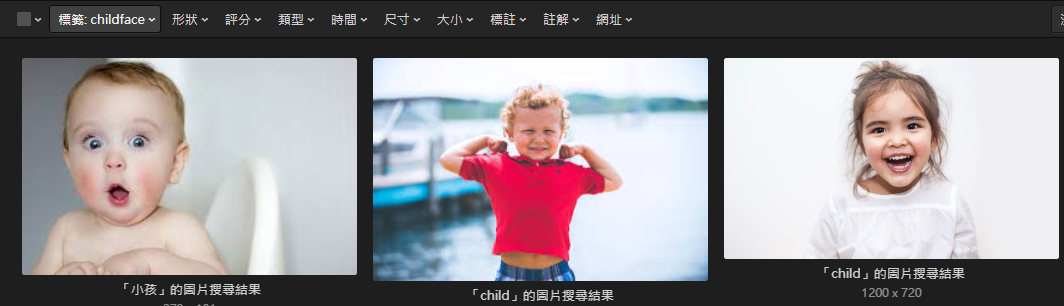 標籤: childface 形狀 評分 類型 時間 尺寸 大小 標註 註解 網址
「小孩」的圖片搜尋結果
「child」的圖片搜尋結果
「child」的圖片搜尋結果
1200 x 720